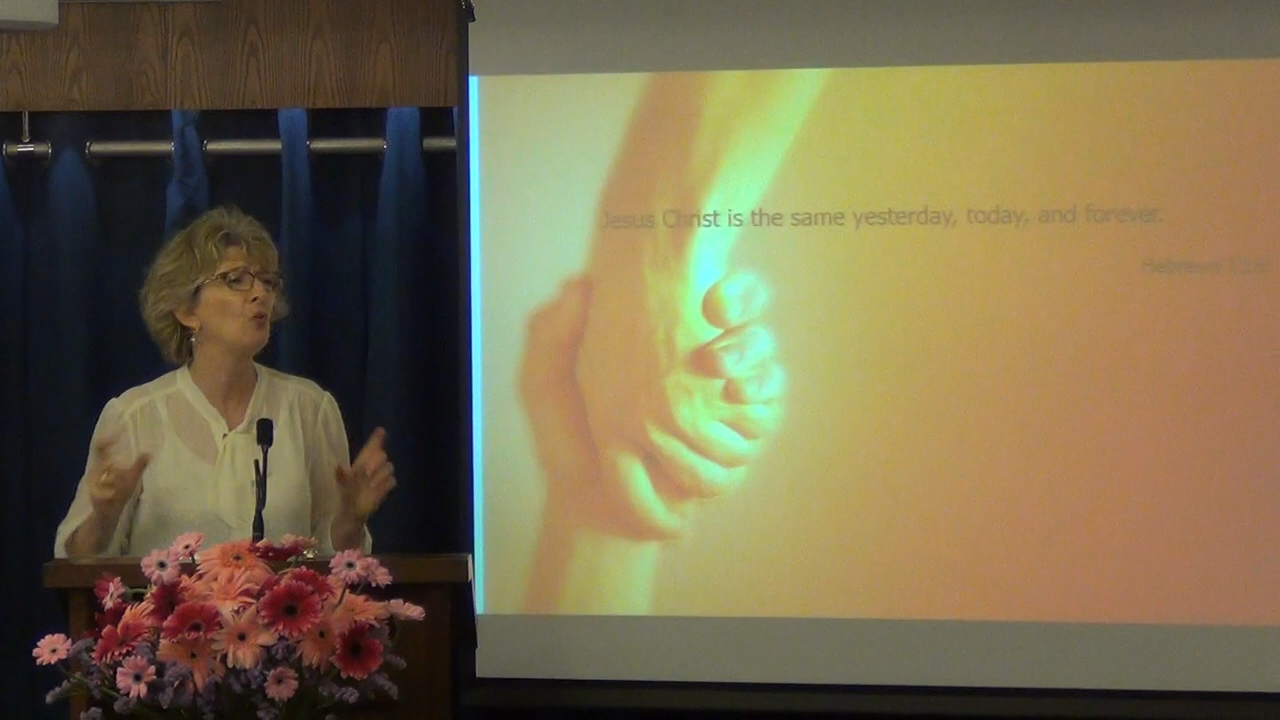 Jesus Christ is the same yesterday, today, and forever.
Hebrews